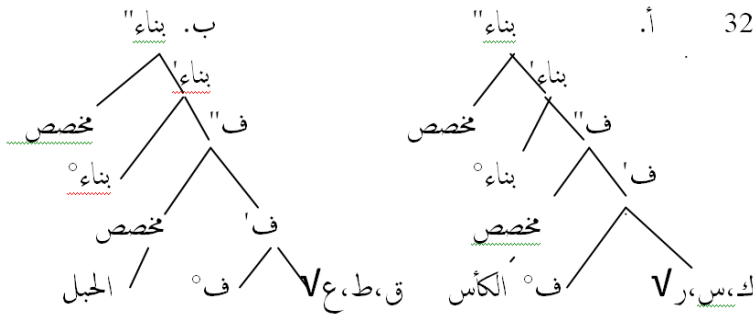 32 أ. بناء" ب. بناء"
بناء' بناء'
مخصص ف" مخصص ف"
بناء° ف' بناء°
مخصص مخصص ف'
ك،س،ر √ ف° الكأس ق،ط،ع √ ف° الحبل